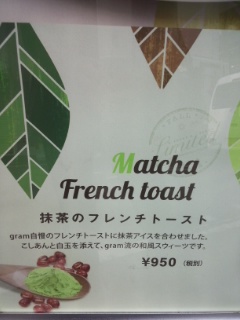 Limited
Matcha
French toast
抹茶のフレンチトースト
gram自慢のフレンチトーストに抹茶アイスを合わせました。
こしあんと白玉を添えて、gram流の和風スウィーツです。
¥950 (税別)